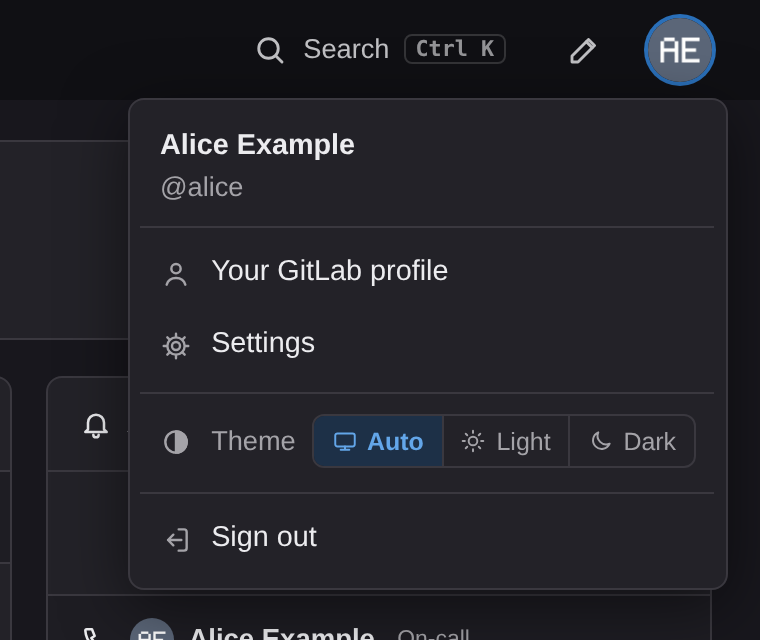 Search Ctrl K
AE
Alice Example
@alice
Your GitLab profile
Settings
Theme Auto Light Dark
Sign out
AE Alice Example On-call